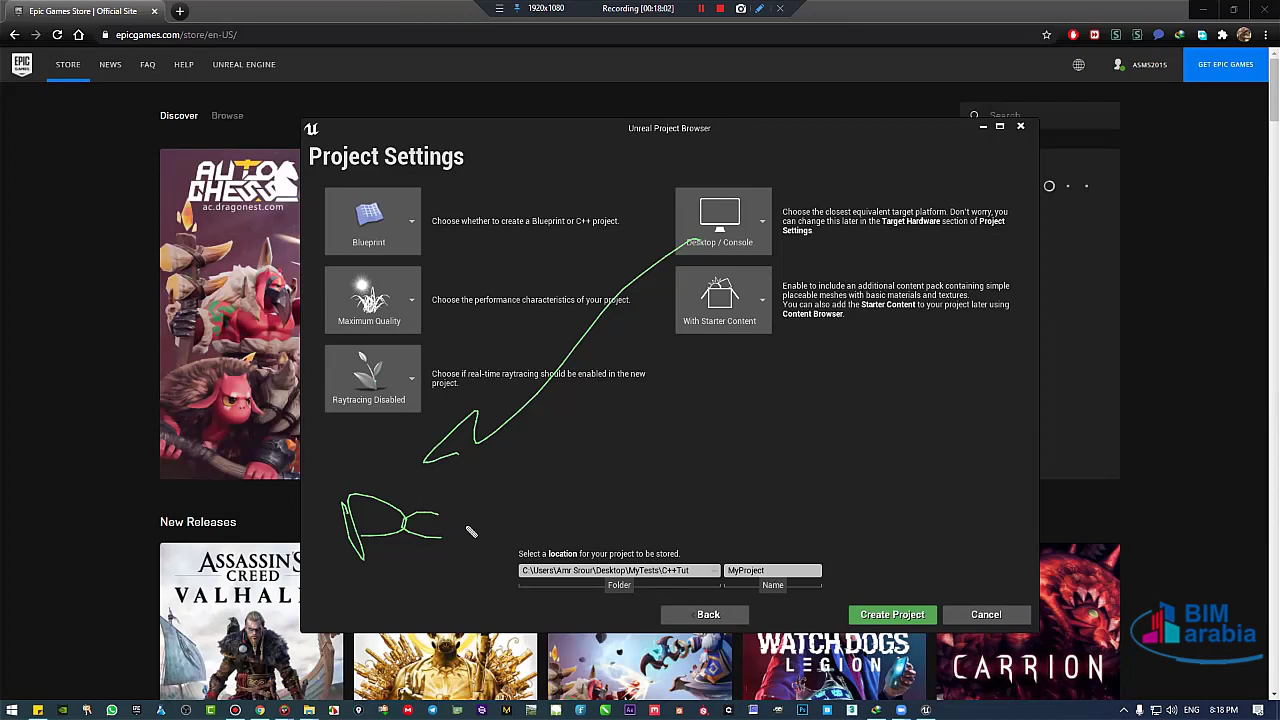 Epic Games Store | Official Site
1920x1080
Recording [00:18:02]
epicgames.com/store/en-US/
EPIC GAMES
STORE
NEWS
FAQ
HELP
UNREAL ENGINE
ASMS2015
GET EPIC GAMES
Discover
Browse
Search
Unreal Project Browser
Project Settings
AUTO
CHESS
ac.dragonest.com
Blueprint
Choose whether to create a Blueprint or C++ project.
Desktop / Console
Choose the closest equivalent target platform. Don't worry, you
can change this later in the Target Hardware section of Project
Settings
Maximum Quality
Choose the performance characteristics of your project.
With Starter Content
Enable to include an additional content pack containing simple
placeable meshes with basic materials and textures.
You can also add the Starter Content to your project later using
Content Browser.
Raytracing Disabled
Choose if real-time raytracing should be enabled in the new
project.
PC
New Releases
Select a location for your project to be stored.
C:\Users\Amr Srour\Desktop\MyTests\C++Tut
MyProject
Folder
Name
Back
Create Project
Cancel
ASSASSIN'S
CREED
VALHALLA
WATCH DOGS
LEGION
CARRION
BIM
arabia
8:18 PM